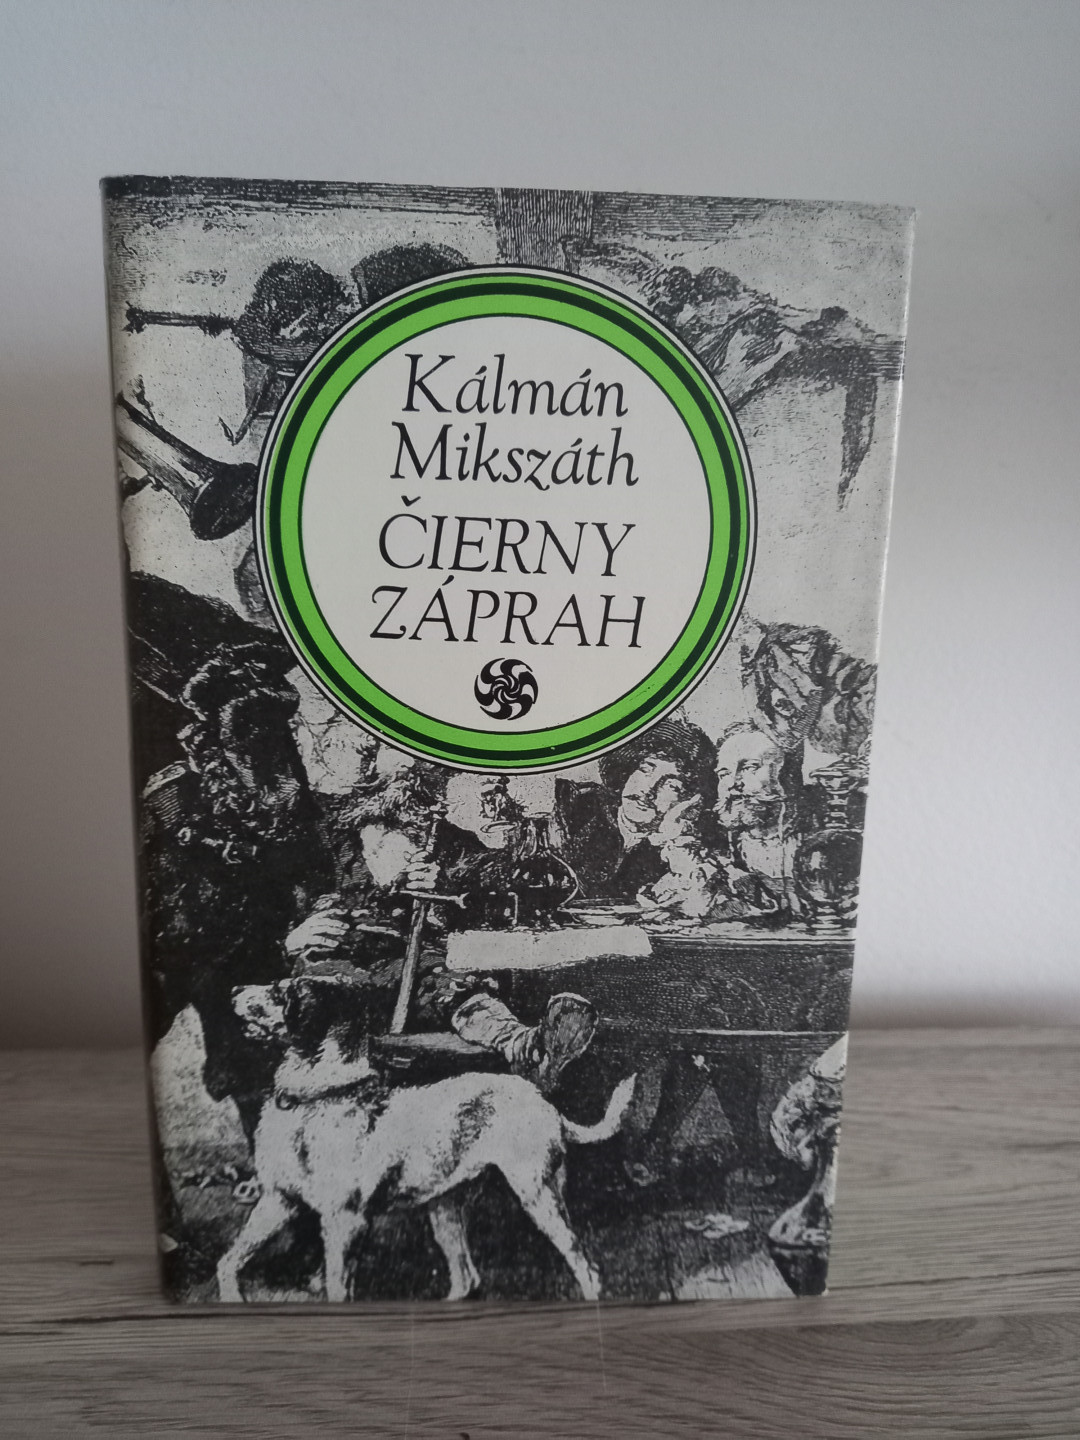 Kálmán
Mikszáth
ČIERNY
ZÁPRAH